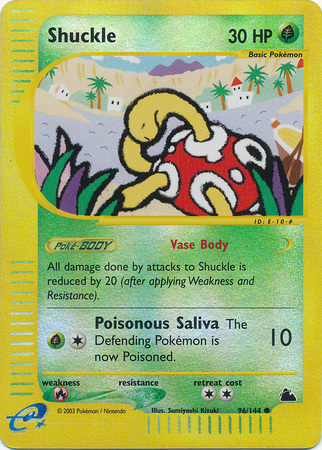 Shuckle 30 HP
Basic Pokémon
ID: E-10-#
Poké-BODY Vase Body
All damage done by attacks to Shuckle is
reduced by 20 (after applying Weakness and
Resistance).
Poisonous Saliva The 10
Defending Pokémon is
now Poisoned.
weakness resistance retreat cost
© 2003 Pokémon / Nintendo Illus. Sumiyoshi Kizuki 96/144
e